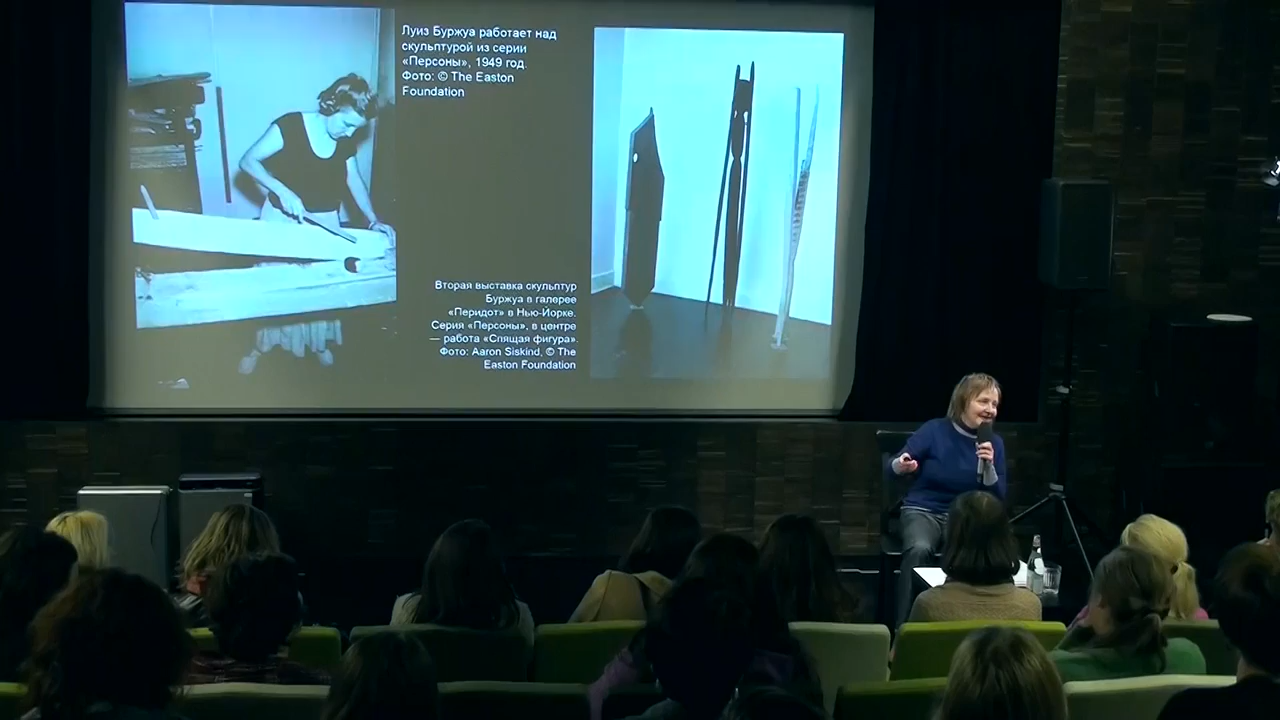 Луиз Буржуа работает над
скульптурой из серии
«Персоны», 1949 год.
Фото: © The Easton
Foundation
Вторая выставка скульптур
Буржуа в галерее
«Перидот» в Нью-Йорке.
Серия «Персоны», в центре
— работа «Спящая фигура».
Фото: Aaron Siskind, © The
Easton Foundation